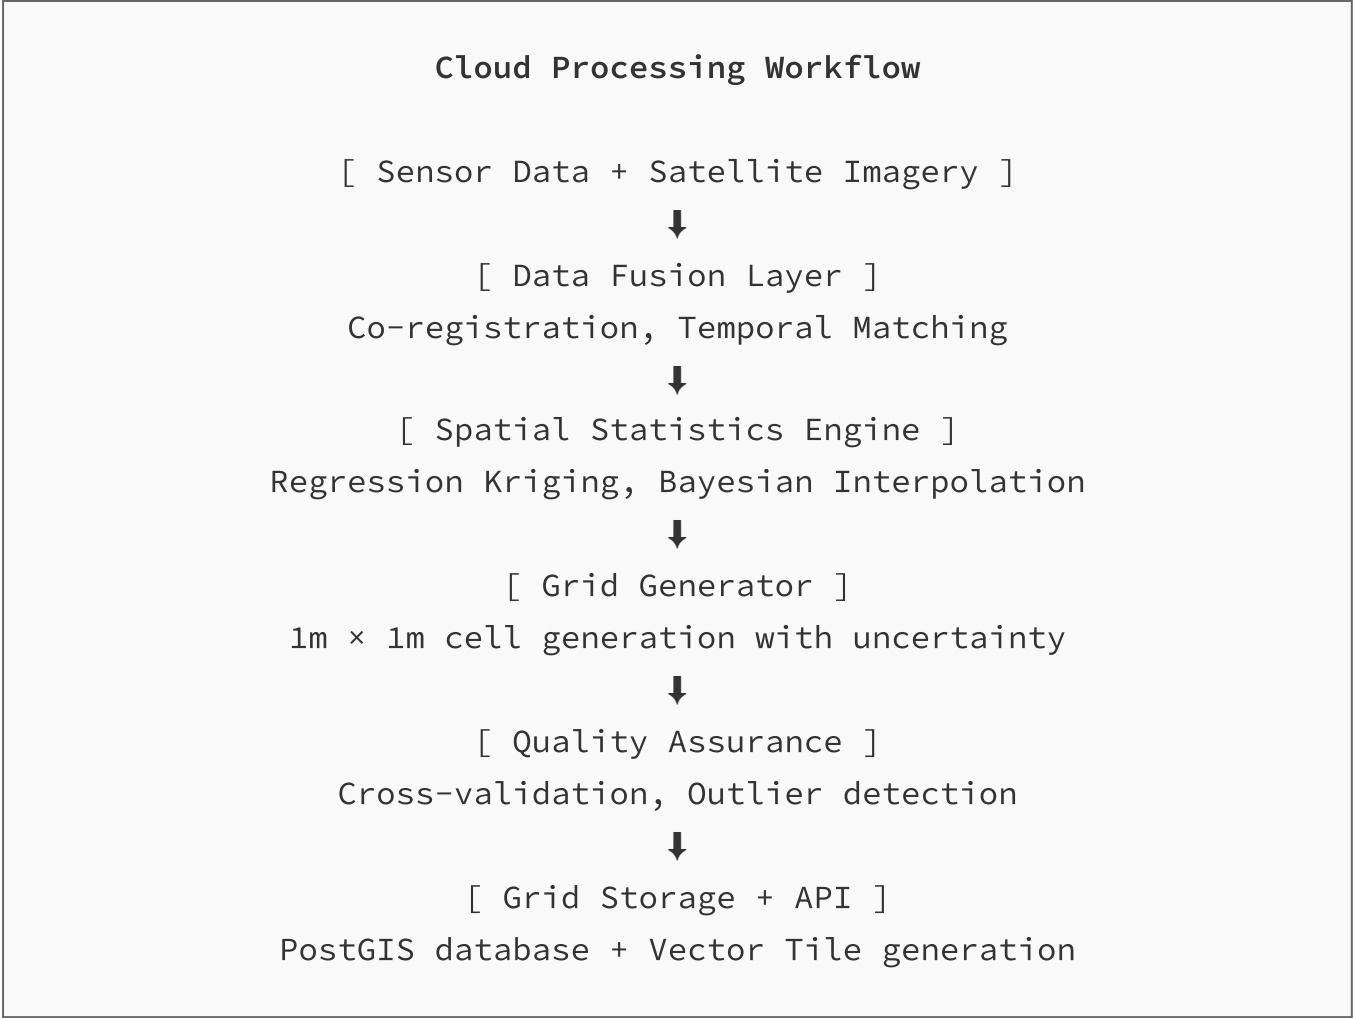 Cloud Processing Workflow
[ Sensor Data + Satellite Imagery ]
⬇
[ Data Fusion Layer ]
Co-registration, Temporal Matching
⬇
[ Spatial Statistics Engine ]
Regression Kriging, Bayesian Interpolation
⬇
[ Grid Generator ]
1m × 1m cell generation with uncertainty
⬇
[ Quality Assurance ]
Cross-validation, Outlier detection
⬇
[ Grid Storage + API ]
PostGIS database + Vector Tile generation